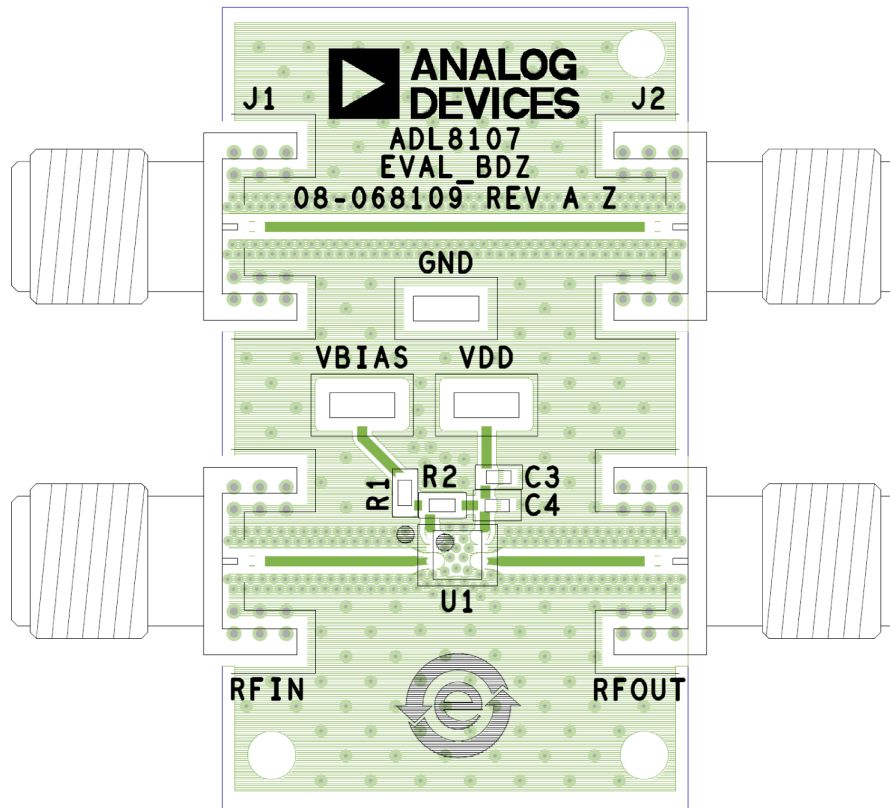 ANALOG
DEVICES
J1
J2
ADL8107
EVAL_BDZ
08-068109 REV A Z
GND
VBIAS
VDD
R1
R2
C3
C4
U1
RFIN
RFOUT
e